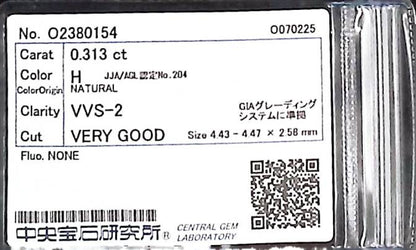 No. O2380154 O070225
Carat 0.313 ct
Color H JJA/AGL認定No.204
ColorOrigin NATURAL
Clarity VVS-2 GIAグレーディングシステムに準拠
Cut VERY GOOD Size 4.43 - 4.47 × 2.58 mm
Fluo. NONE
中央宝石研究所® CENTRAL GEM LABORATORY